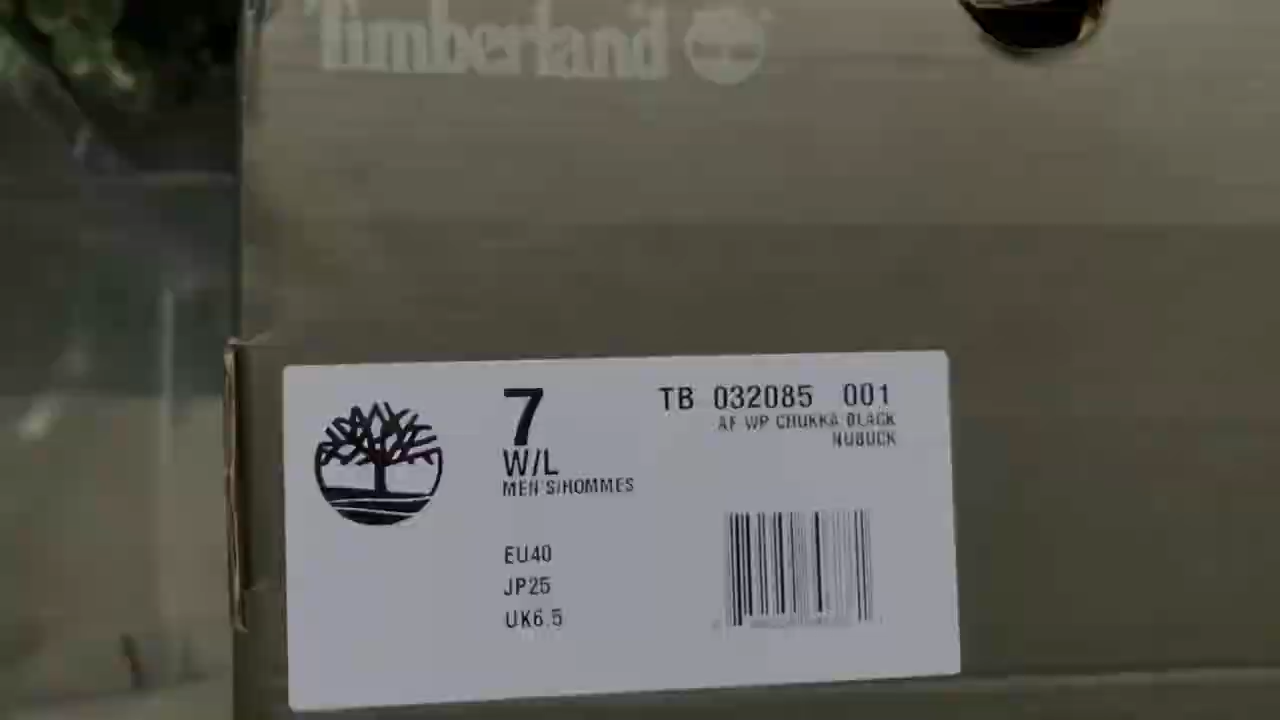 Timberland
7
W/L
MEN'S/HOMMES
TB 032085 001
AF WP CHUKKA BLACK
NUBUCK
EU40
JP25
UK6.5